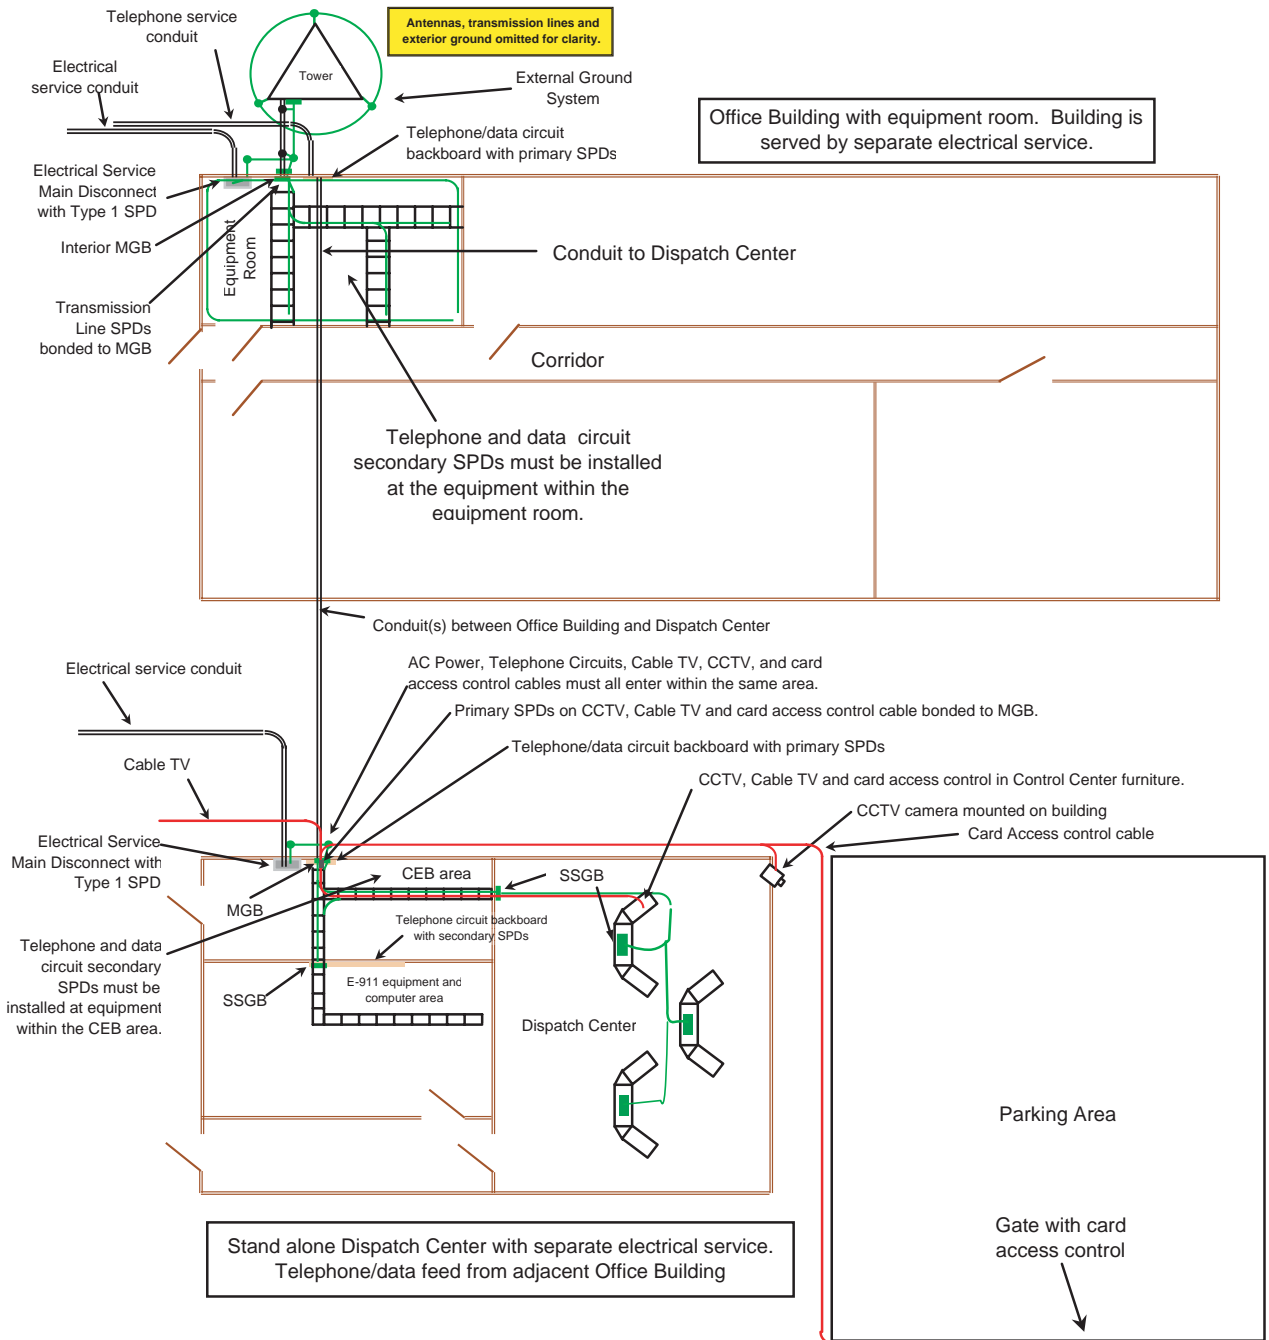 Telephone service
conduit
Antennas, transmission lines and
exterior ground omitted for clarity.
Electrical
service conduit
Tower
External Ground
System
Office Building with equipment room. Building is
served by separate electrical service.
Telephone/data circuit
backboard with primary SPDs
Electrical Service
Main Disconnect
with Type 1 SPD
Interior MGB
Equipment
Room
Conduit to Dispatch Center
Transmission
Line SPDs
bonded to MGB
Corridor
Telephone and data circuit
secondary SPDs must be installed
at the equipment within the
equipment room.
Conduit(s) between Office Building and Dispatch Center
Electrical service conduit
AC Power, Telephone Circuits, Cable TV, CCTV, and card
access control cables must all enter within the same area.
Primary SPDs on CCTV, Cable TV and card access control cable bonded to MGB.
Telephone/data circuit backboard with primary SPDs
Cable TV
CCTV, Cable TV and card access control in Control Center furniture.
CCTV camera mounted on building
Card Access control cable
Electrical Service
Main Disconnect with
Type 1 SPD
CEB area
SSGB
MGB
Telephone circuit backboard
with secondary SPDs
Telephone and data
circuit secondary
SPDs must be
installed at equipment
within the CEB area.
SSGB
E-911 equipment and
computer area
Dispatch Center
Parking Area
Gate with card
access control
Stand alone Dispatch Center with separate electrical service.
Telephone/data feed from adjacent Office Building